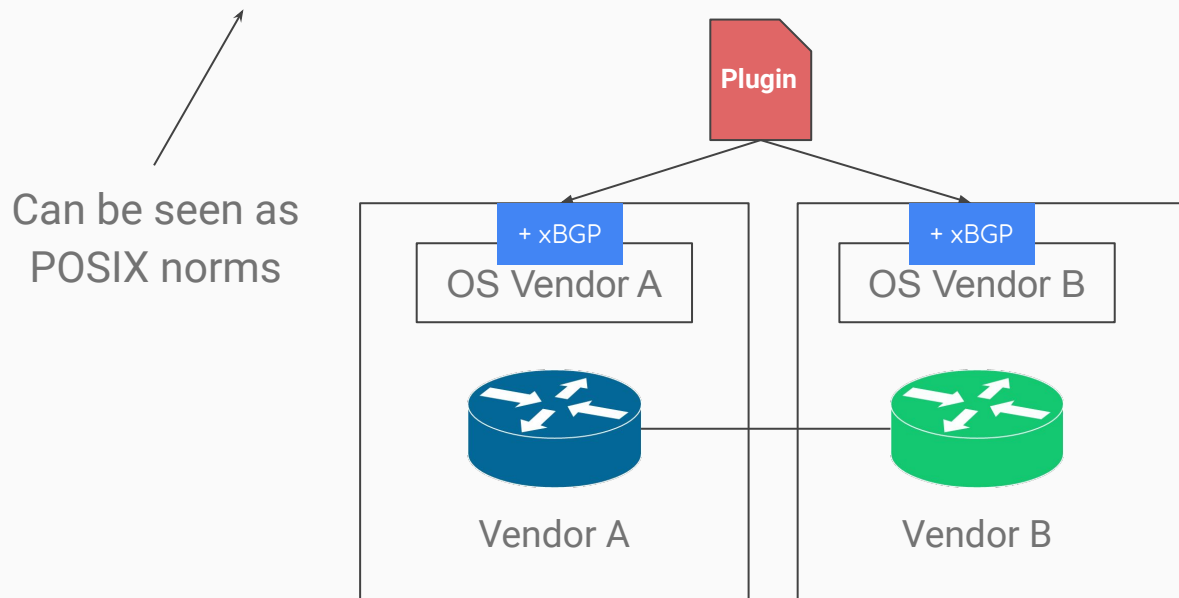 Plugin
Can be seen as
POSIX norms
+ xBGP
+ xBGP
OS Vendor A
OS Vendor B
Vendor A
Vendor B